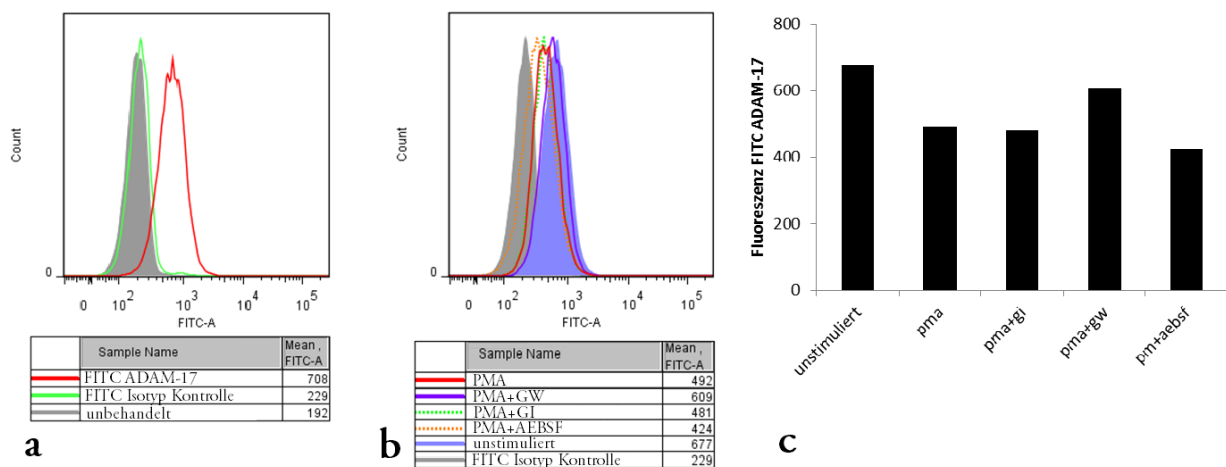 Count
0
0 10² 10³ 10⁴ 10⁵
FITC-A
Sample Name Mean , FITC-A
FITC ADAM-17 708
FITC Isotyp Kontrolle 229
unbehandelt 192
a
Count
0
0 10² 10³ 10⁴ 10⁵
FITC-A
Sample Name Mean , FITC-A
PMA 492
PMA+GW 609
PMA+GI 481
PMA+AEBSF 424
unstimuliert 677
FITC Isotyp Kontrolle 229
b
Fluoreszenz FITC ADAM-17
800
600
400
200
0
unstimuliert
pma
pma+gi
pma+gw
pm+aebsf
c